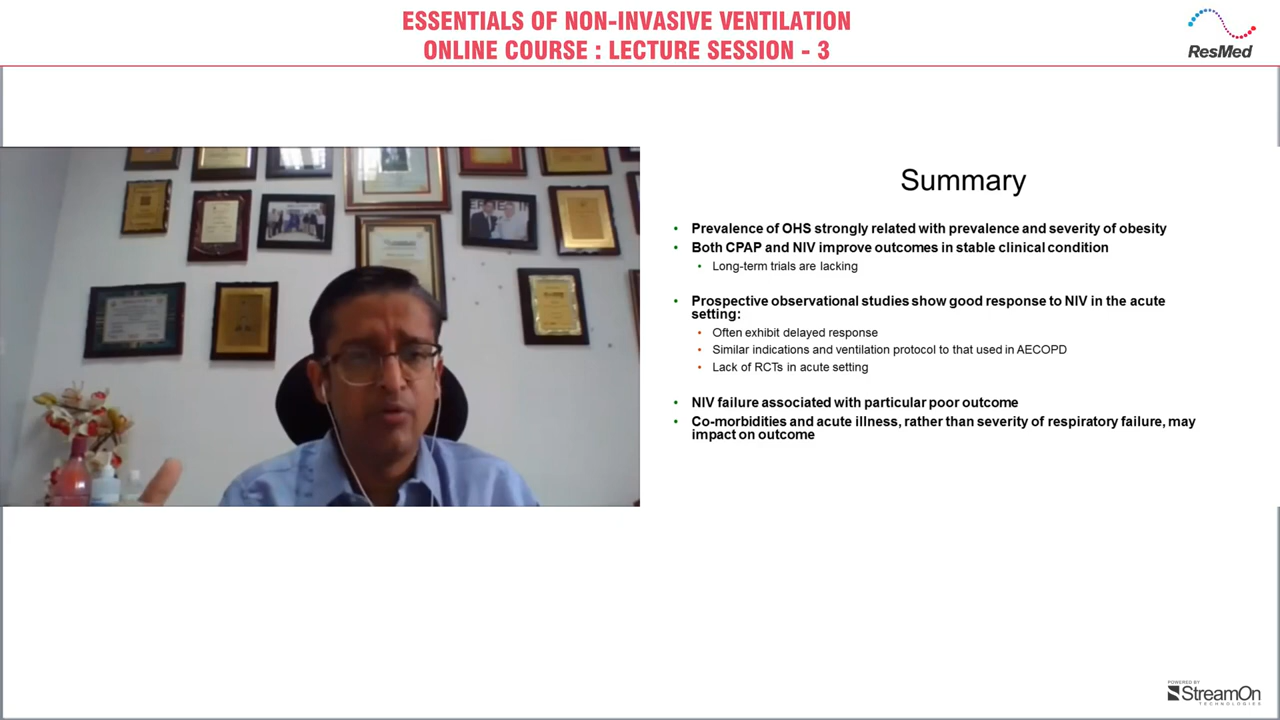 ESSENTIALS OF NON-INVASIVE VENTILATION
ONLINE COURSE : LECTURE SESSION - 3
ResMed
Summary
• Prevalence of OHS strongly related with prevalence and severity of obesity
• Both CPAP and NIV improve outcomes in stable clinical condition
• Long-term trials are lacking
• Prospective observational studies show good response to NIV in the acute
setting:
• Often exhibit delayed response
• Similar indications and ventilation protocol to that used in AECOPD
• Lack of RCTs in acute setting
• NIV failure associated with particular poor outcome
• Co-morbidities and acute illness, rather than severity of respiratory failure, may
impact on outcome
POWERED BY
StreamOn
TECHNOLOGIES